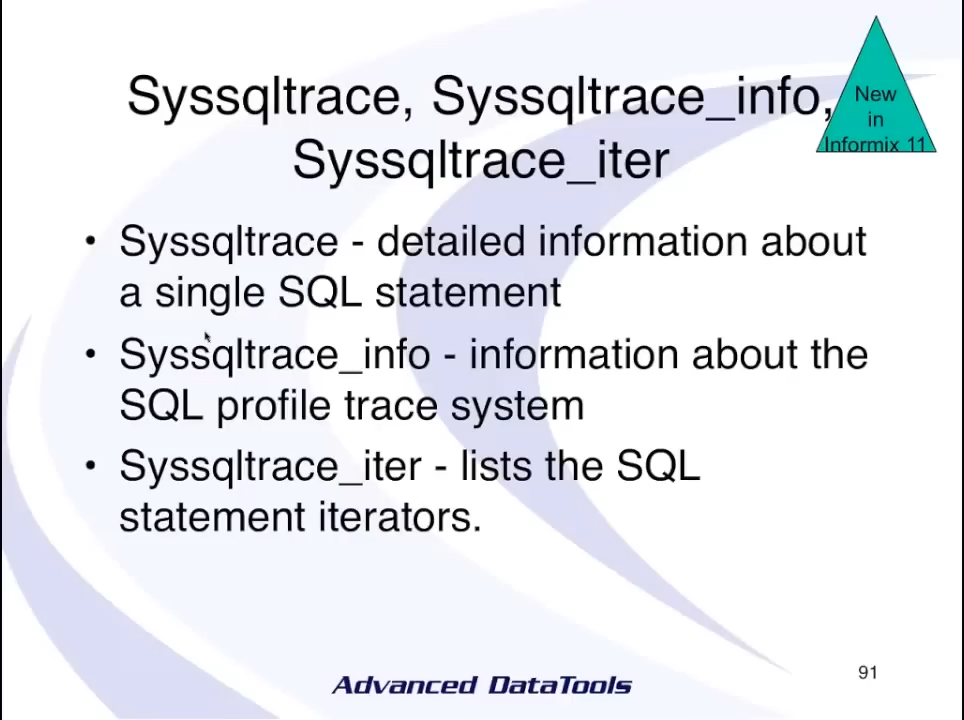 Syssqltrace, Syssqltrace_info,
Syssqltrace_iter
New
in
Informix 11
• Syssqltrace - detailed information about
a single SQL statement
• Syssqltrace_info - information about the
SQL profile trace system
• Syssqltrace_iter - lists the SQL
statement iterators.
Advanced DataTools
91